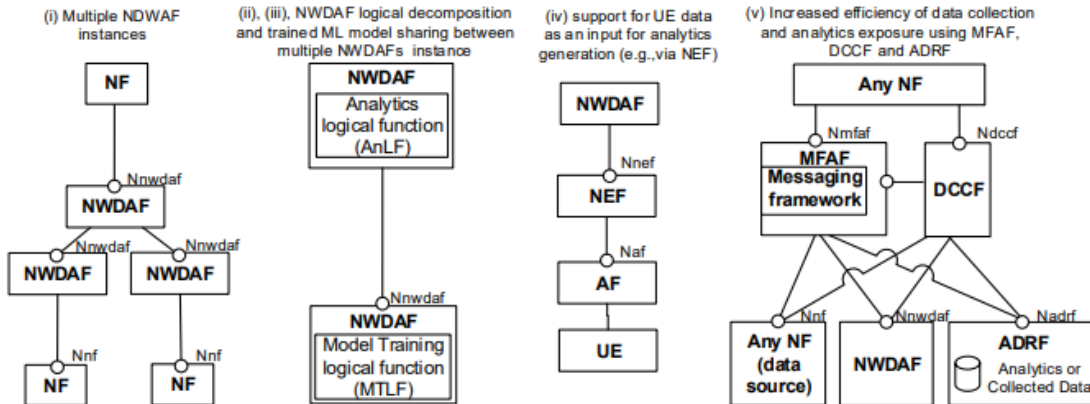 (i) Multiple NDWAF
instances
NF
Nnwdaf
NWDAF
Nnwdaf
Nnwdaf
NWDAF
NWDAF
Nnf
Nnf
NF
NF
(ii), (iii), NWDAF logical decomposition
and trained ML model sharing between
multiple NWDAFs instance
NWDAF
Analytics
logical function
(AnLF)
Nnwdaf
NWDAF
Model Training
logical function
(MTLF)
(iv) support for UE data
as an input for analytics
generation (e.g.,via NEF)
NWDAF
Nnef
NEF
Naf
AF
UE
(v) Increased efficiency of data collection
and analytics exposure using MFAF,
DCCF and ADRF
Any NF
Nmfaf
Ndccf
MFAF
Messaging
framework
DCCF
Nnf
Nnwdaf
Nadrf
Any NF
(data
source)
NWDAF
ADRF
Analytics or
Collected Data